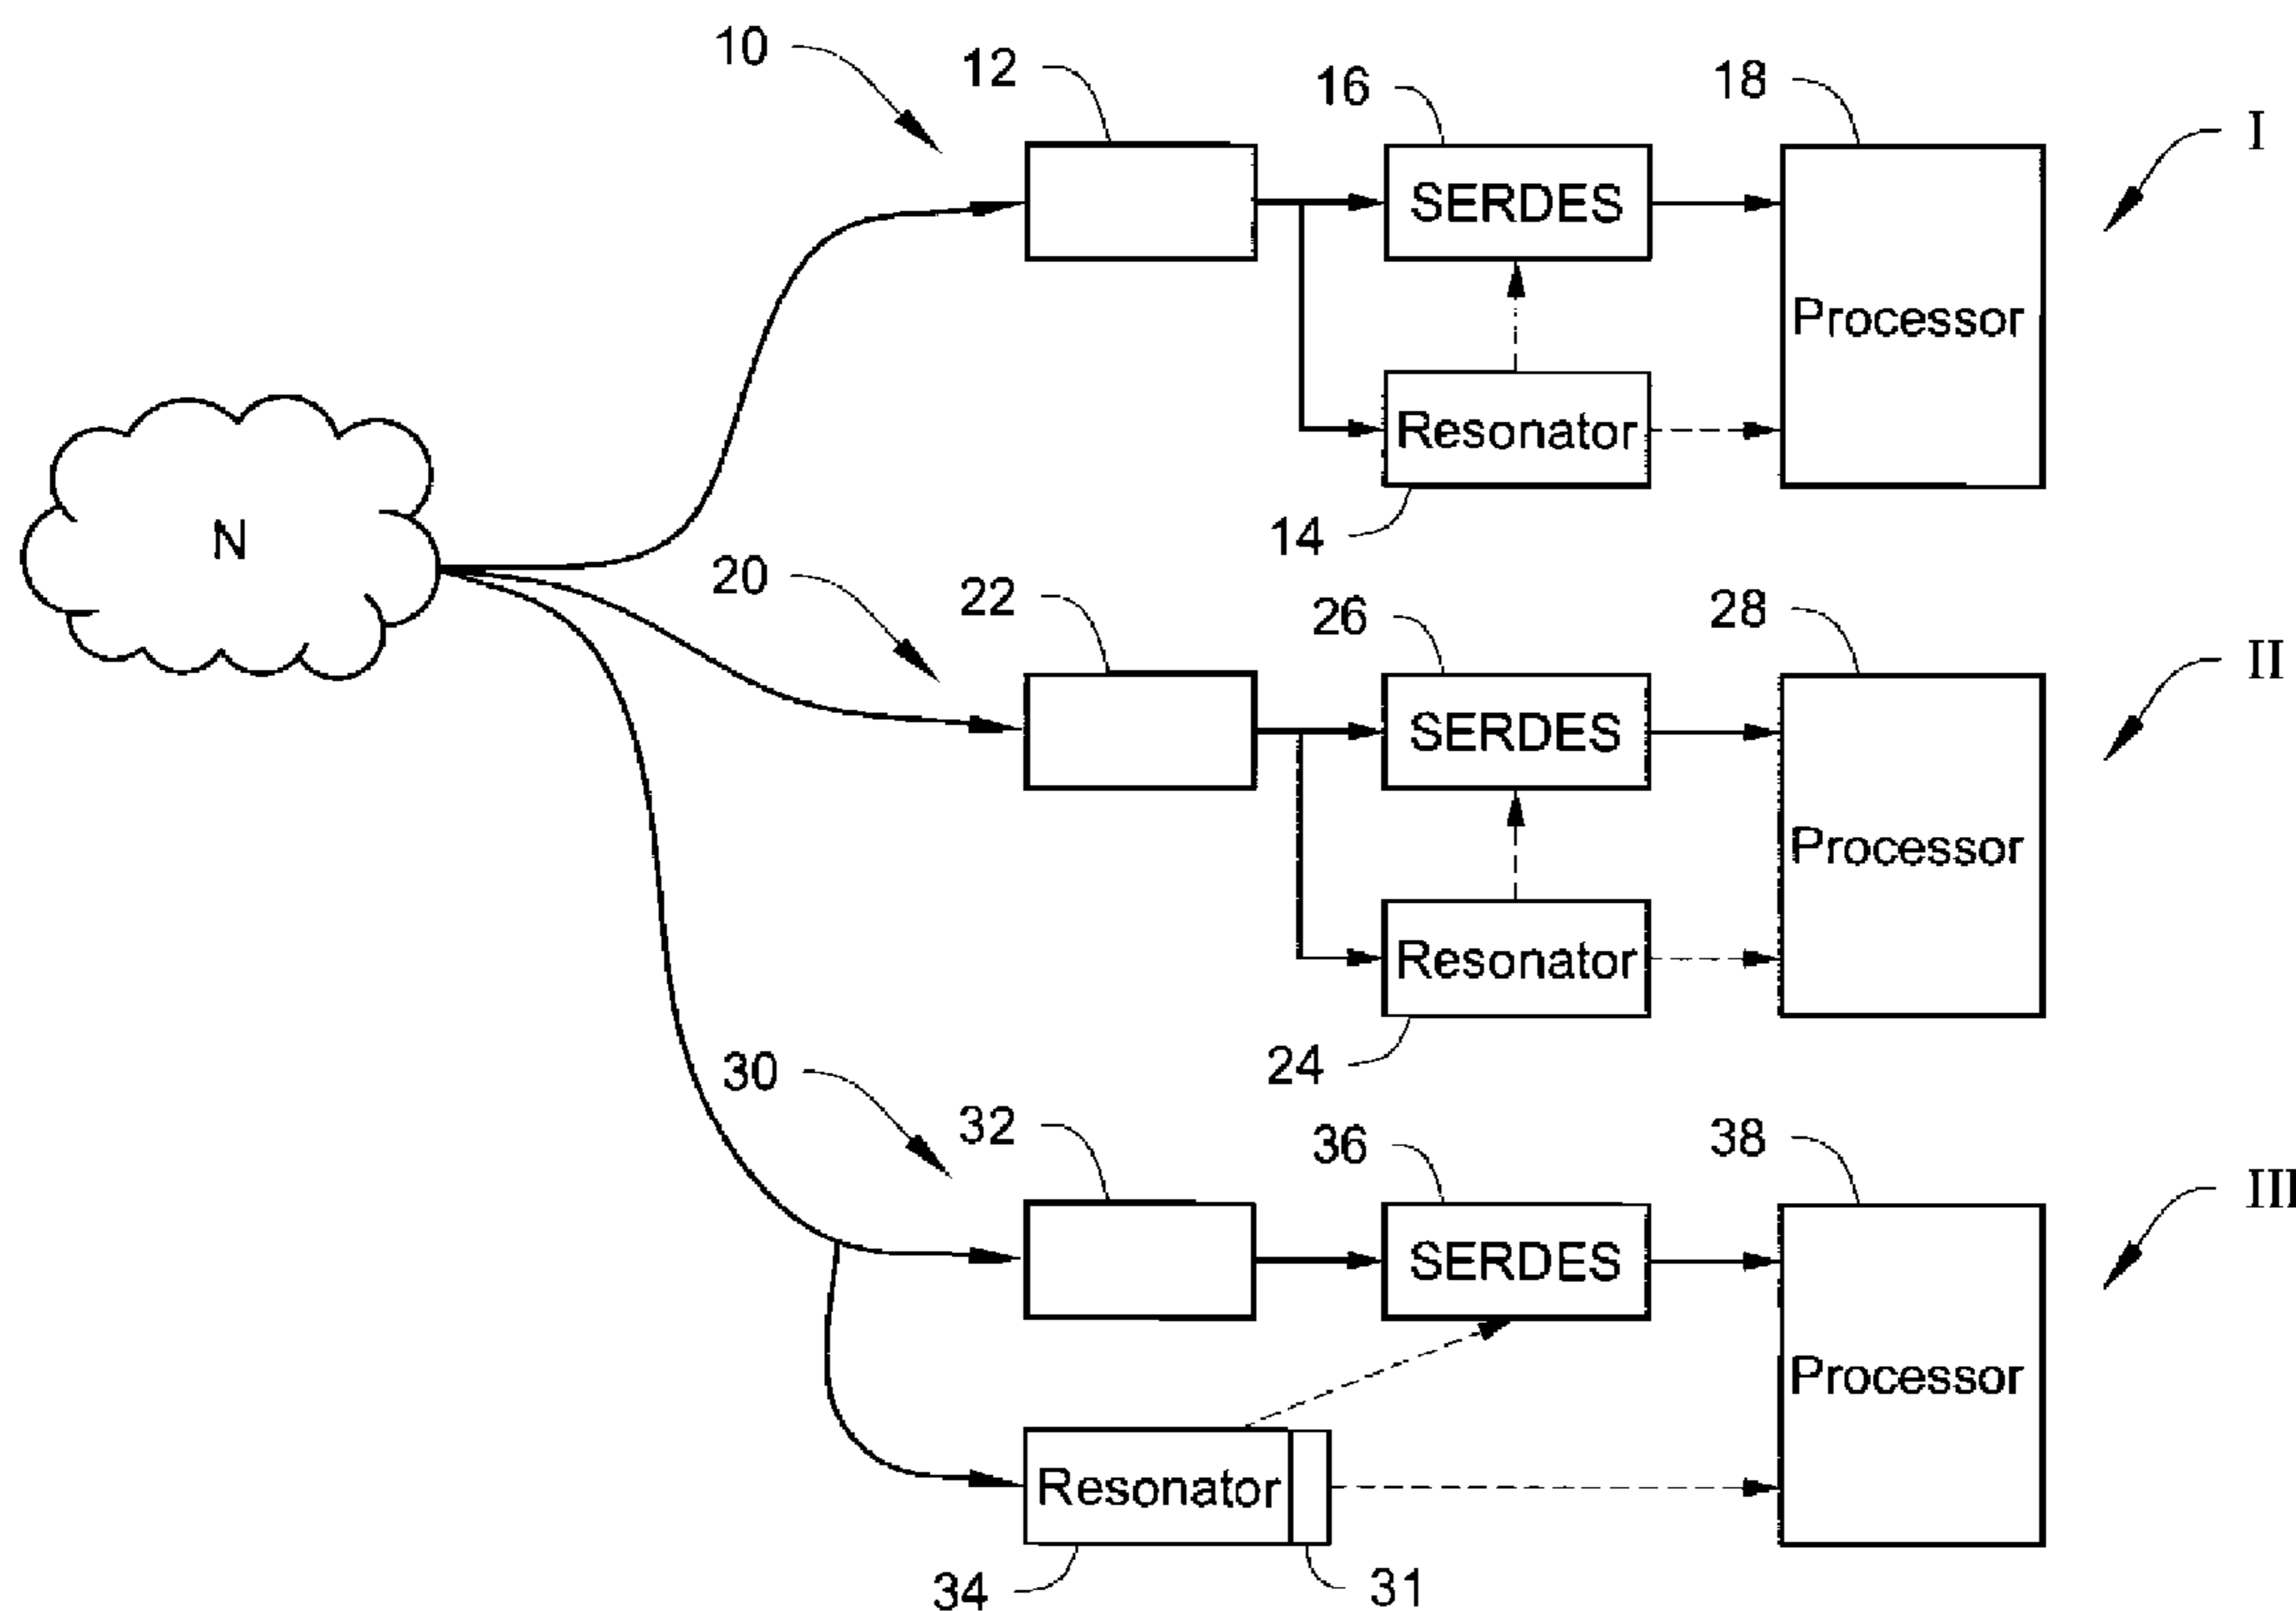 10
12
16
18
I
SERDES
Processor
Resonator
14
N
20
22
26
28
II
SERDES
Processor
Resonator
24
30
32
36
38
III
SERDES
Processor
Resonator
34
31